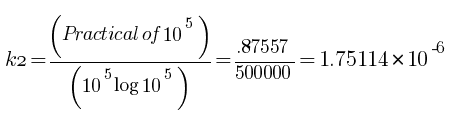 k2 = (Practical of 10^5) / (10^5 log 10^5) = .87557 / 500000 = 1.75114 × 10^-6